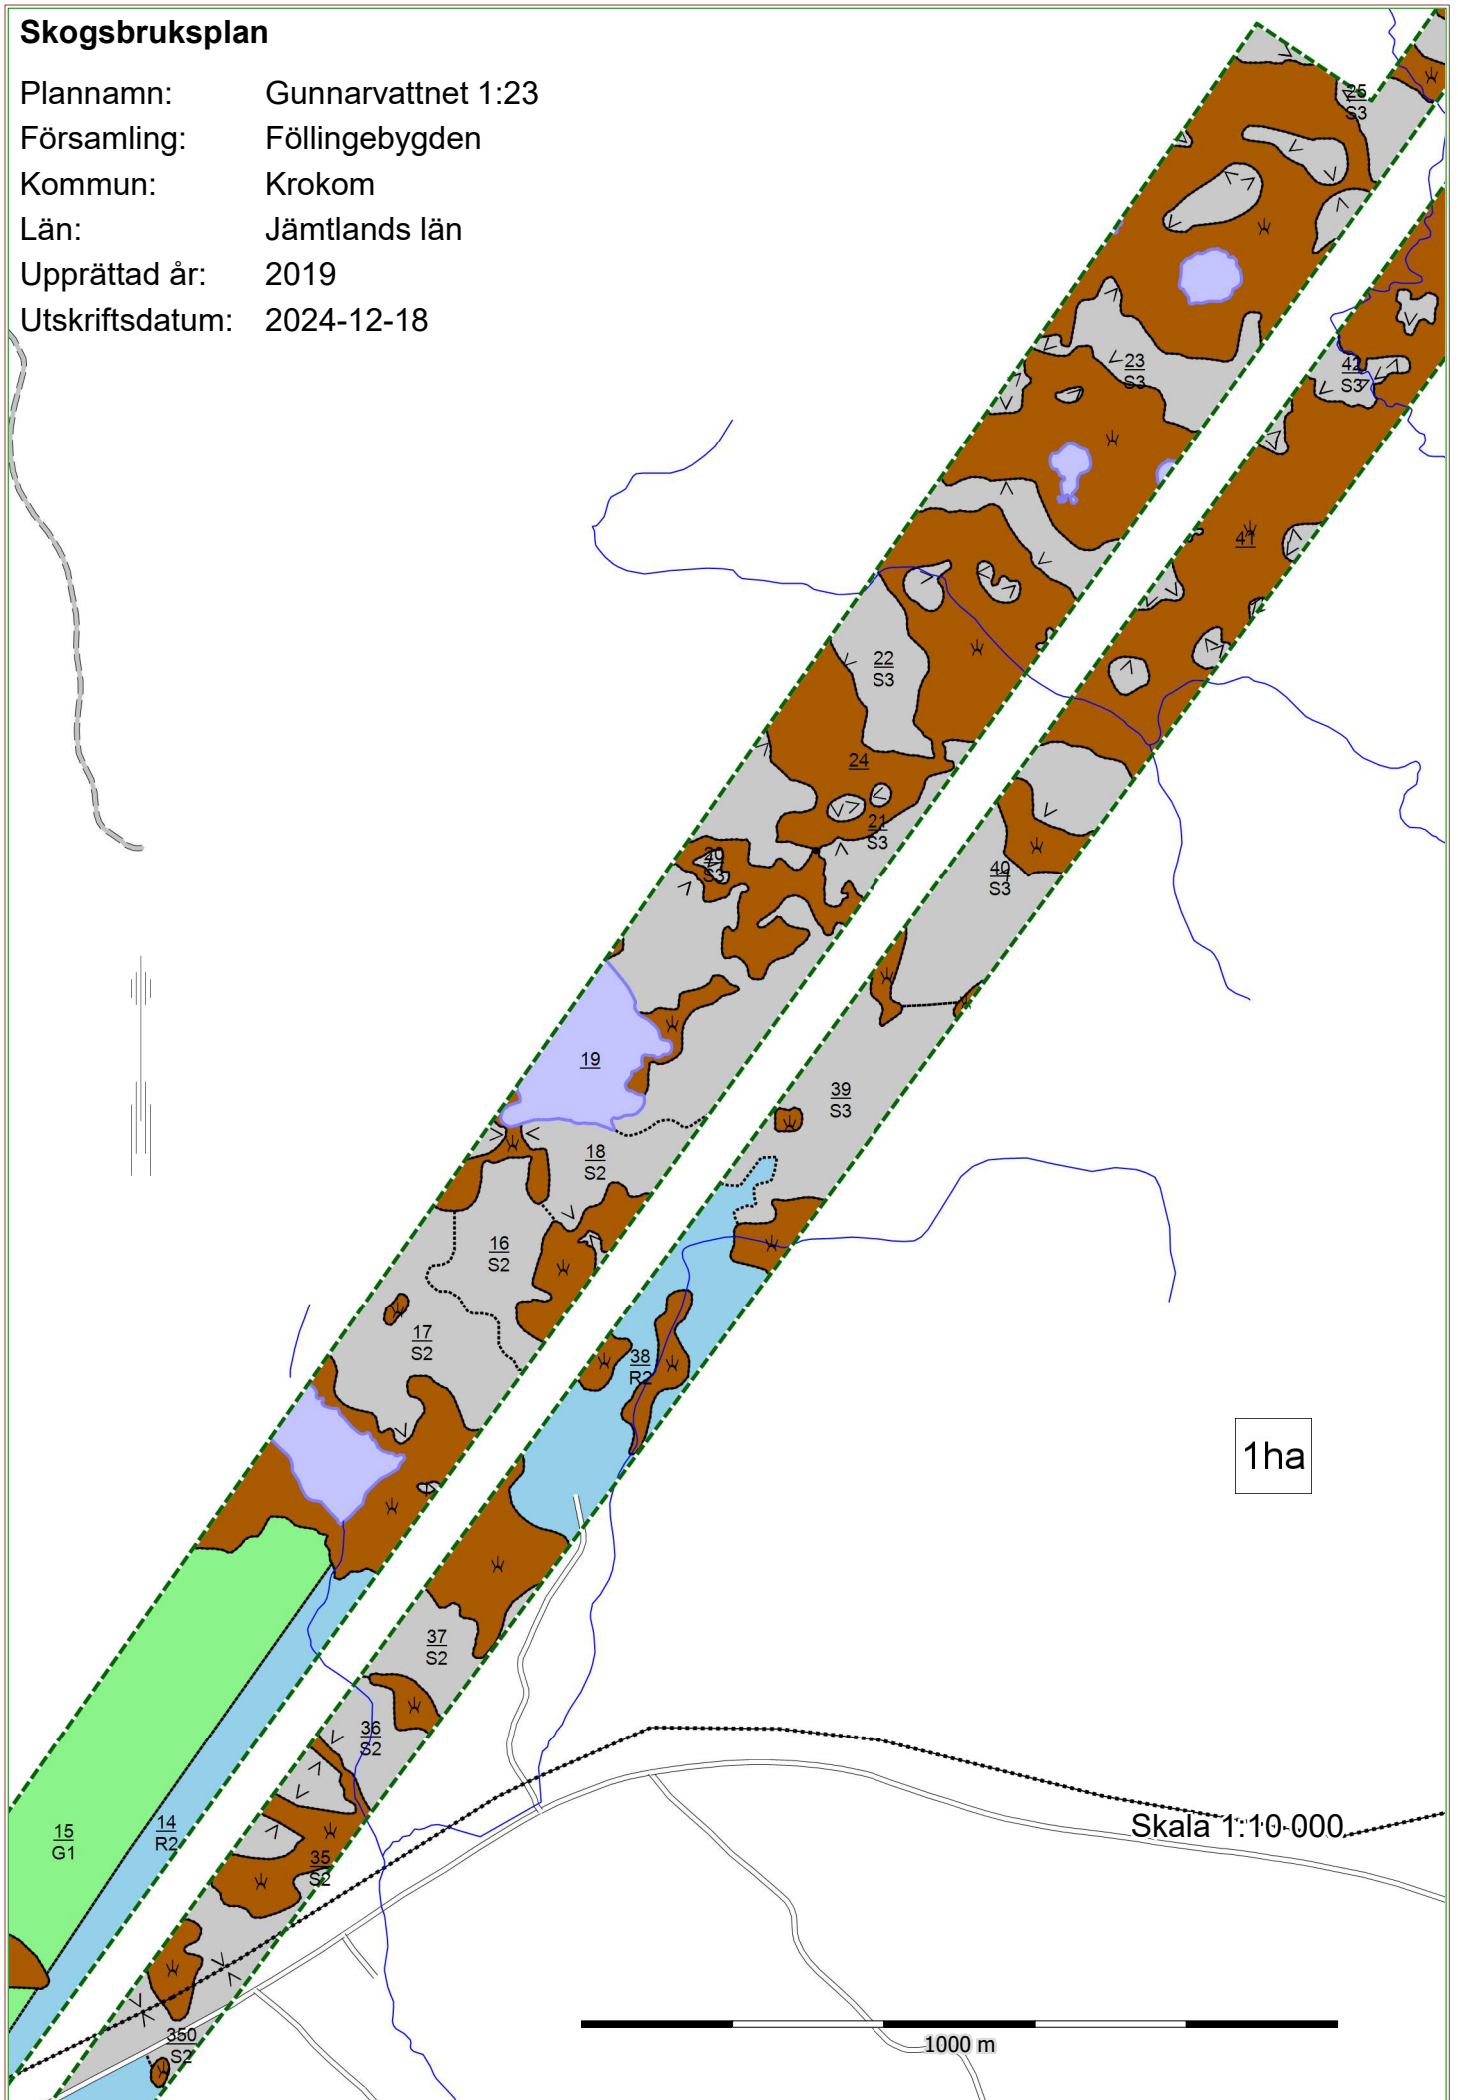 Skogsbruksplan
Plannamn: Gunnarvattnet 1:23
Församling: Föllingebygden
Kommun: Krokom
Län: Jämtlands län
Upprättad år: 2019
Utskriftsdatum: 2024-12-18
25
S3
23
S3
42
S3
41
22
S3
24
21
S3
20
S3
40
S3
19
39
S3
18
S2
16
S2
17
S2
38
R2
1ha
37
S2
36
S2
Skala 1:10 000
15
G1
14
R2
35
S2
350
S2
1000 m